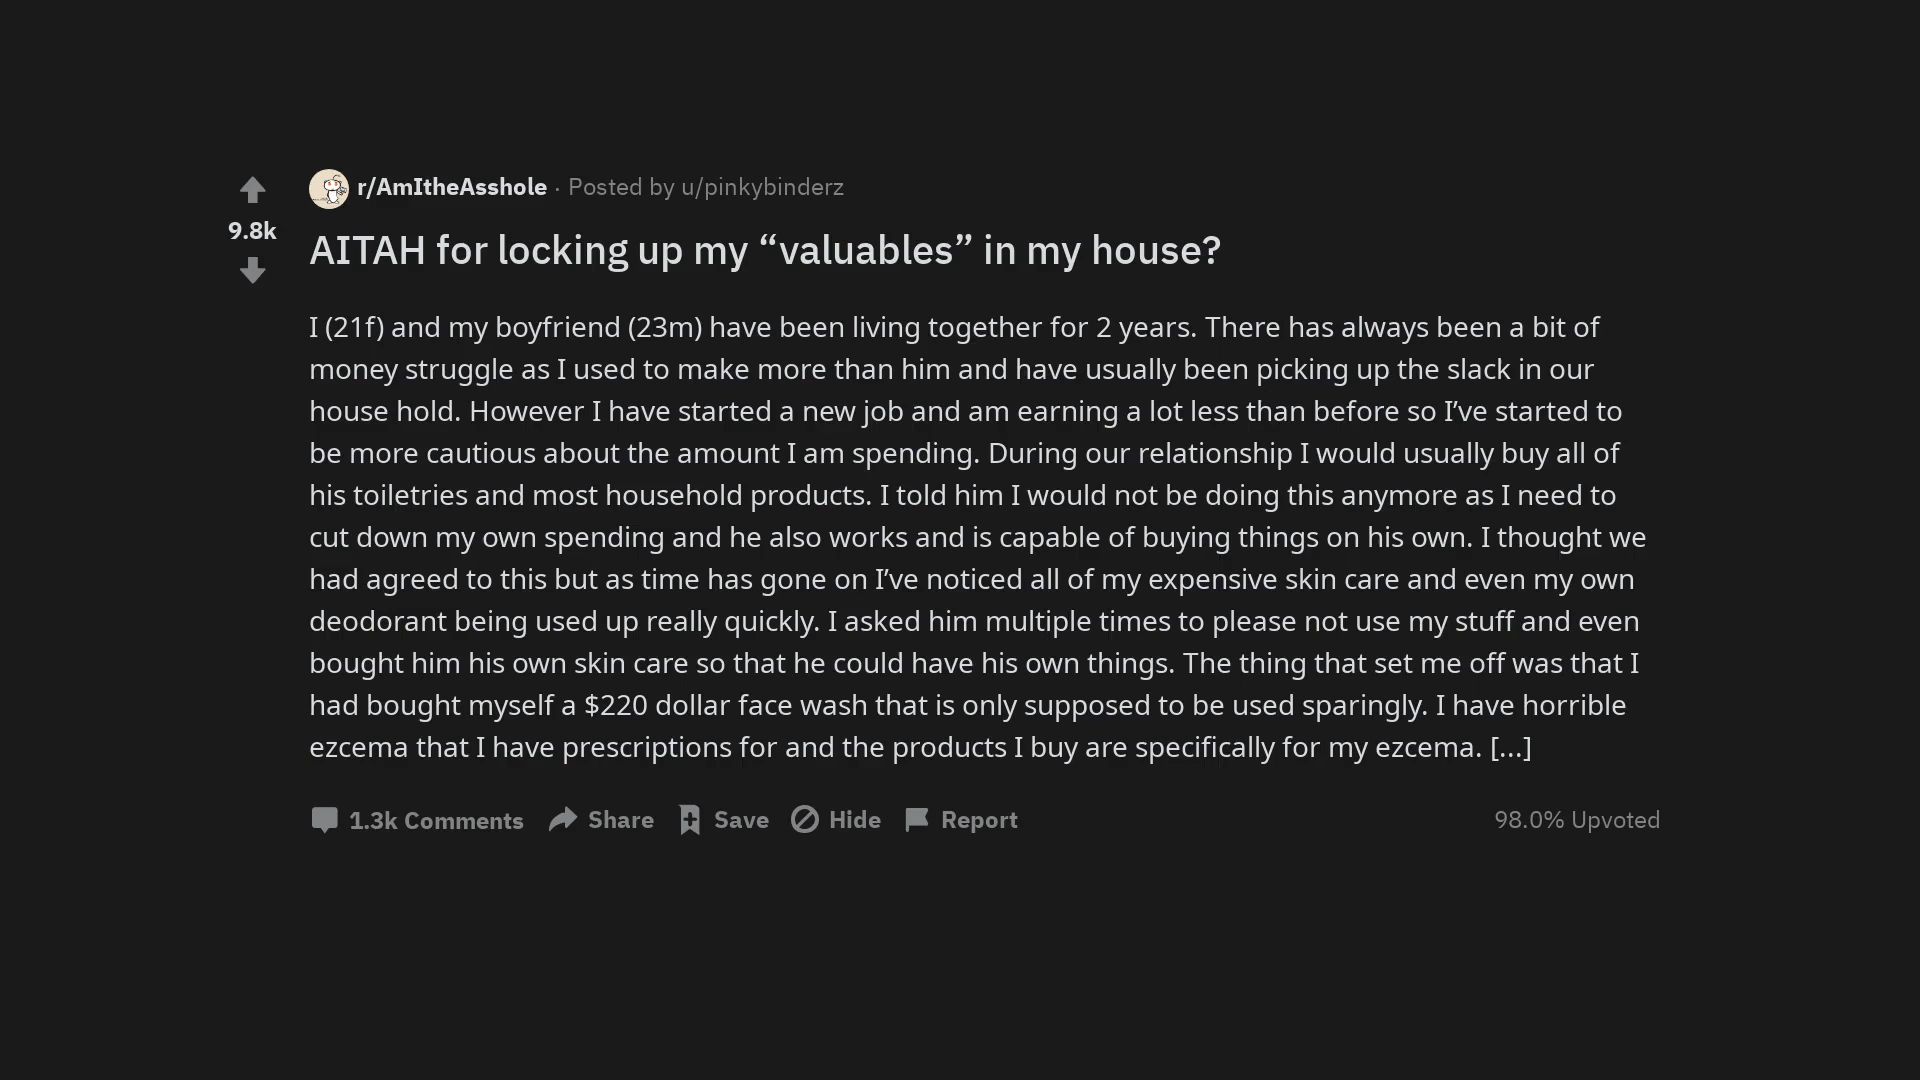 r/AmItheAsshole · Posted by u/pinkybinderz
9.8k
AITAH for locking up my “valuables” in my house?
I (21f) and my boyfriend (23m) have been living together for 2 years. There has always been a bit of
money struggle as I used to make more than him and have usually been picking up the slack in our
house hold. However I have started a new job and am earning a lot less than before so I’ve started to
be more cautious about the amount I am spending. During our relationship I would usually buy all of
his toiletries and most household products. I told him I would not be doing this anymore as I need to
cut down my own spending and he also works and is capable of buying things on his own. I thought we
had agreed to this but as time has gone on I’ve noticed all of my expensive skin care and even my own
deodorant being used up really quickly. I asked him multiple times to please not use my stuff and even
bought him his own skin care so that he could have his own things. The thing that set me off was that I
had bought myself a $220 dollar face wash that is only supposed to be used sparingly. I have horrible
ezcema that I have prescriptions for and the products I buy are specifically for my ezcema. [...]
1.3k Comments Share Save Hide Report 98.0% Upvoted